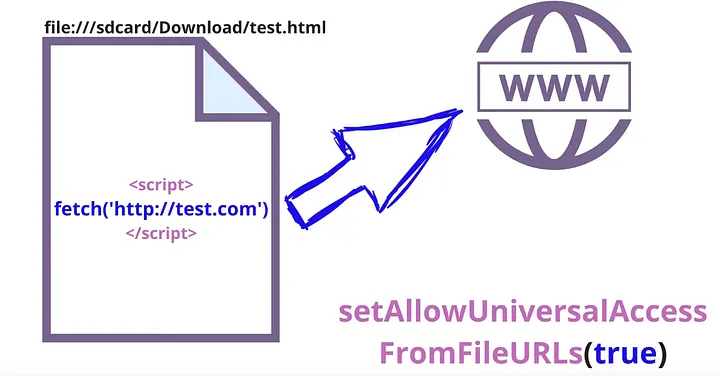 file:///sdcard/Download/test.html
WWW
<script>
fetch('http://test.com')
</script>
setAllowUniversalAccess
FromFileURLs(true)